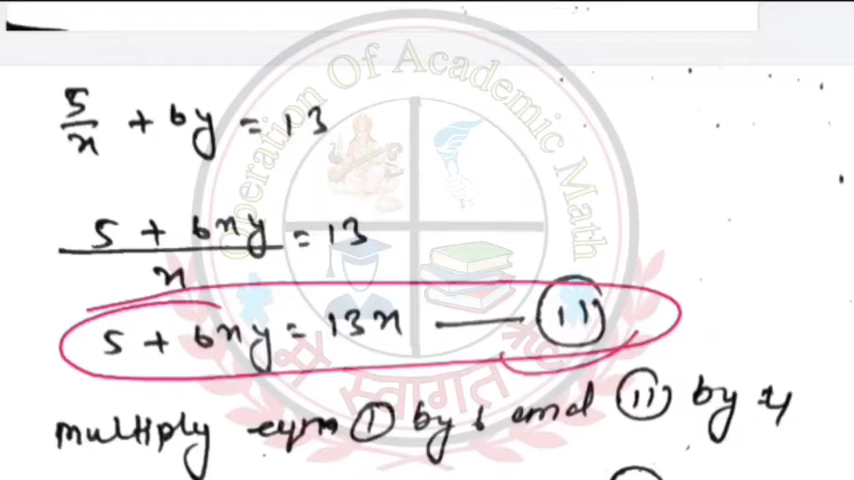 5/x + 6y = 13
(5 + 6xy)/x = 13
5 + 6xy = 13x —— (ii)
multiply eqn (i) by 6 and (ii) by 4
Operation Of Academic Math
स्वागत